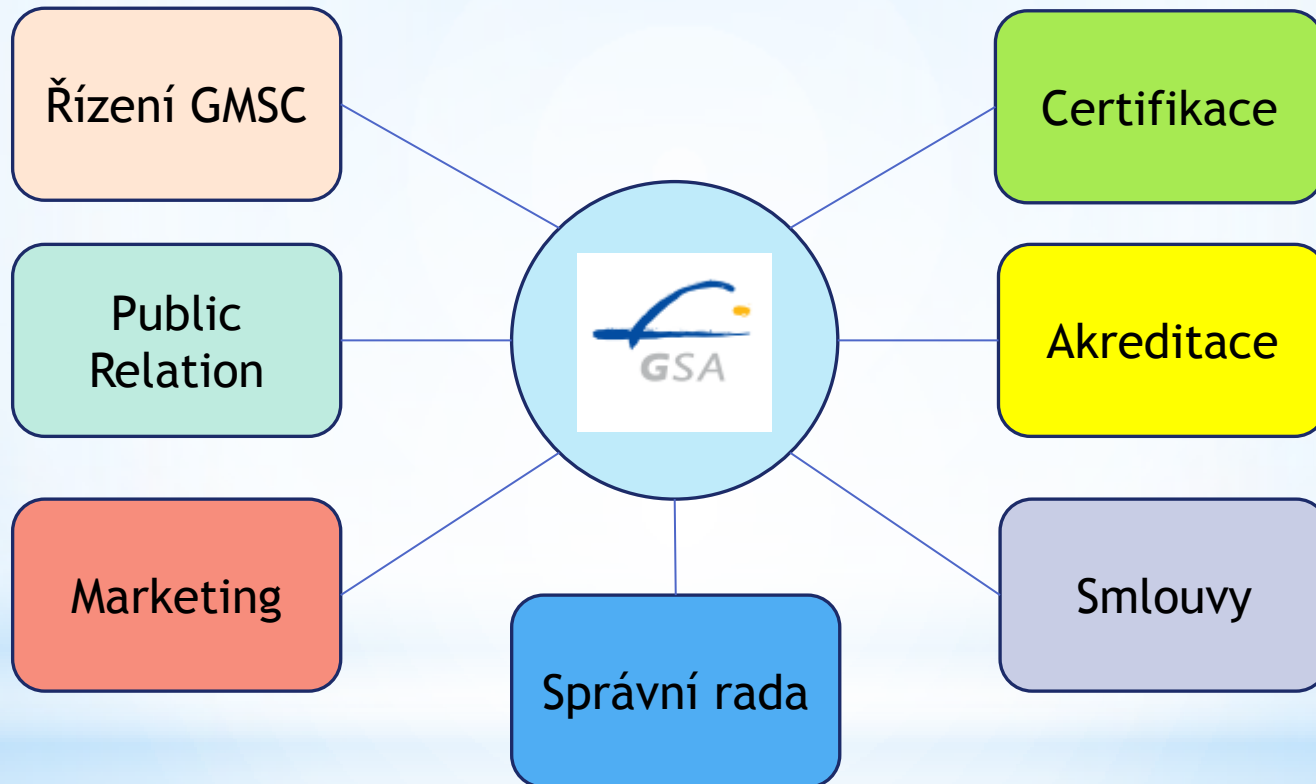 Řízení GMSC
Certifikace
Public
Relation
GSA
Akreditace
Marketing
Smlouvy
Správní rada